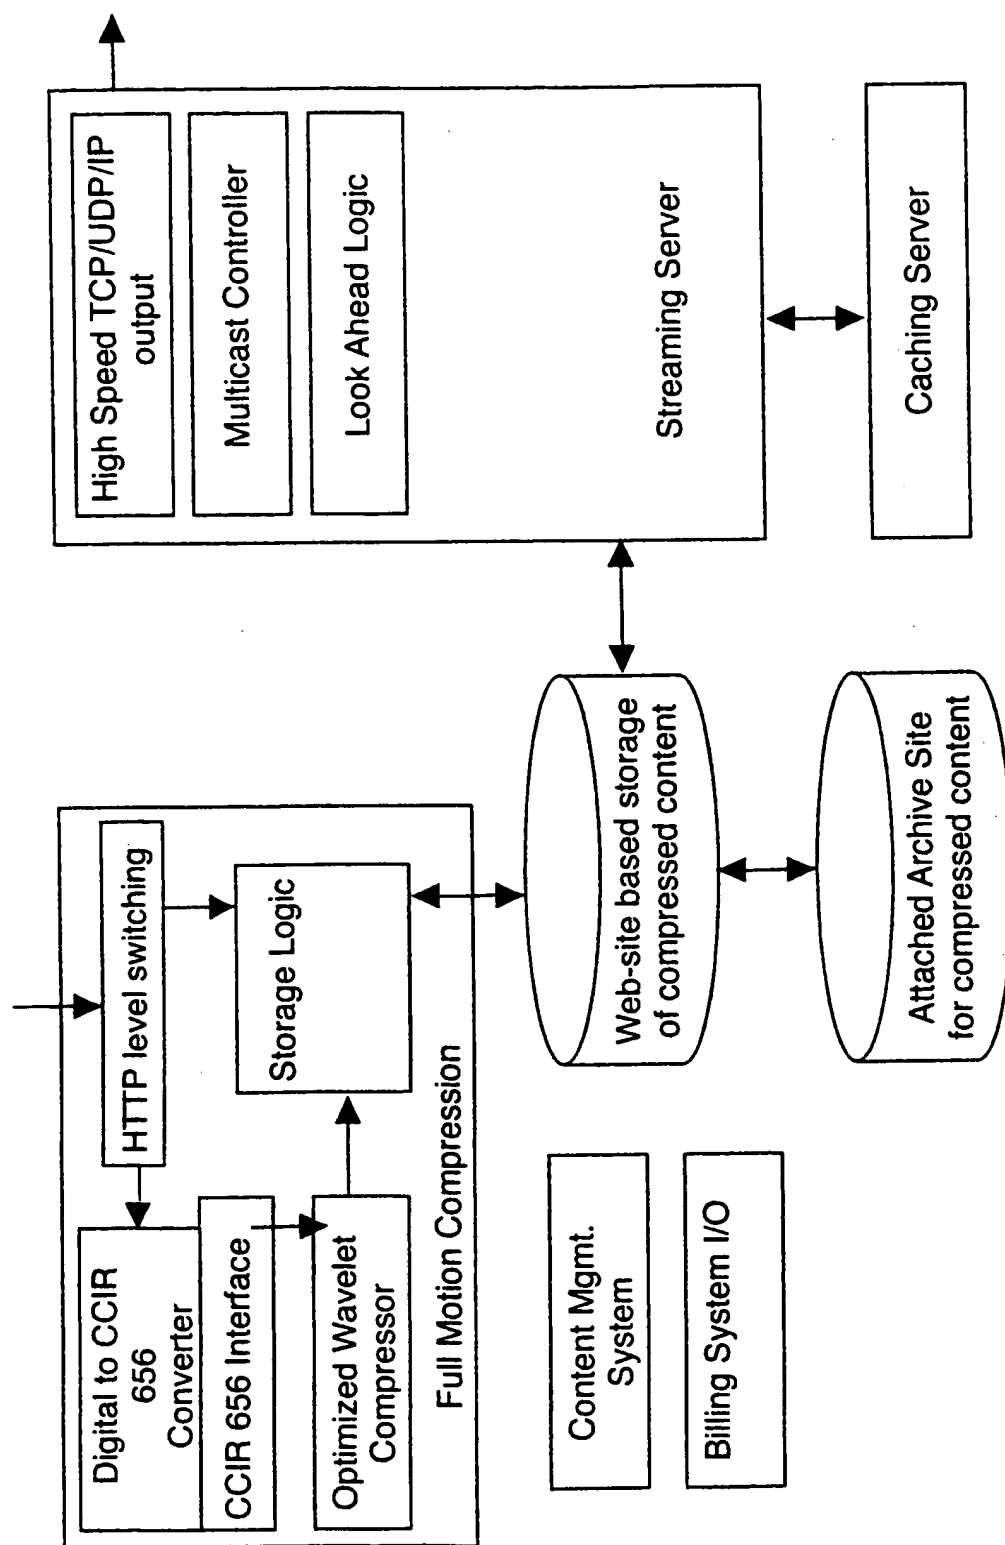 Digital to CCIR
656
Converter
CCIR 656 Interface
Optimized Wavelet
Compressor
HTTP level switching
Storage Logic
Full Motion Compression
Content Mgmt.
System
Billing System I/O
Web-site based storage
of compressed content
Attached Archive Site
for compressed content
High Speed TCP/UDP/IP
output
Multicast Controller
Look Ahead Logic
Streaming Server
Caching Server